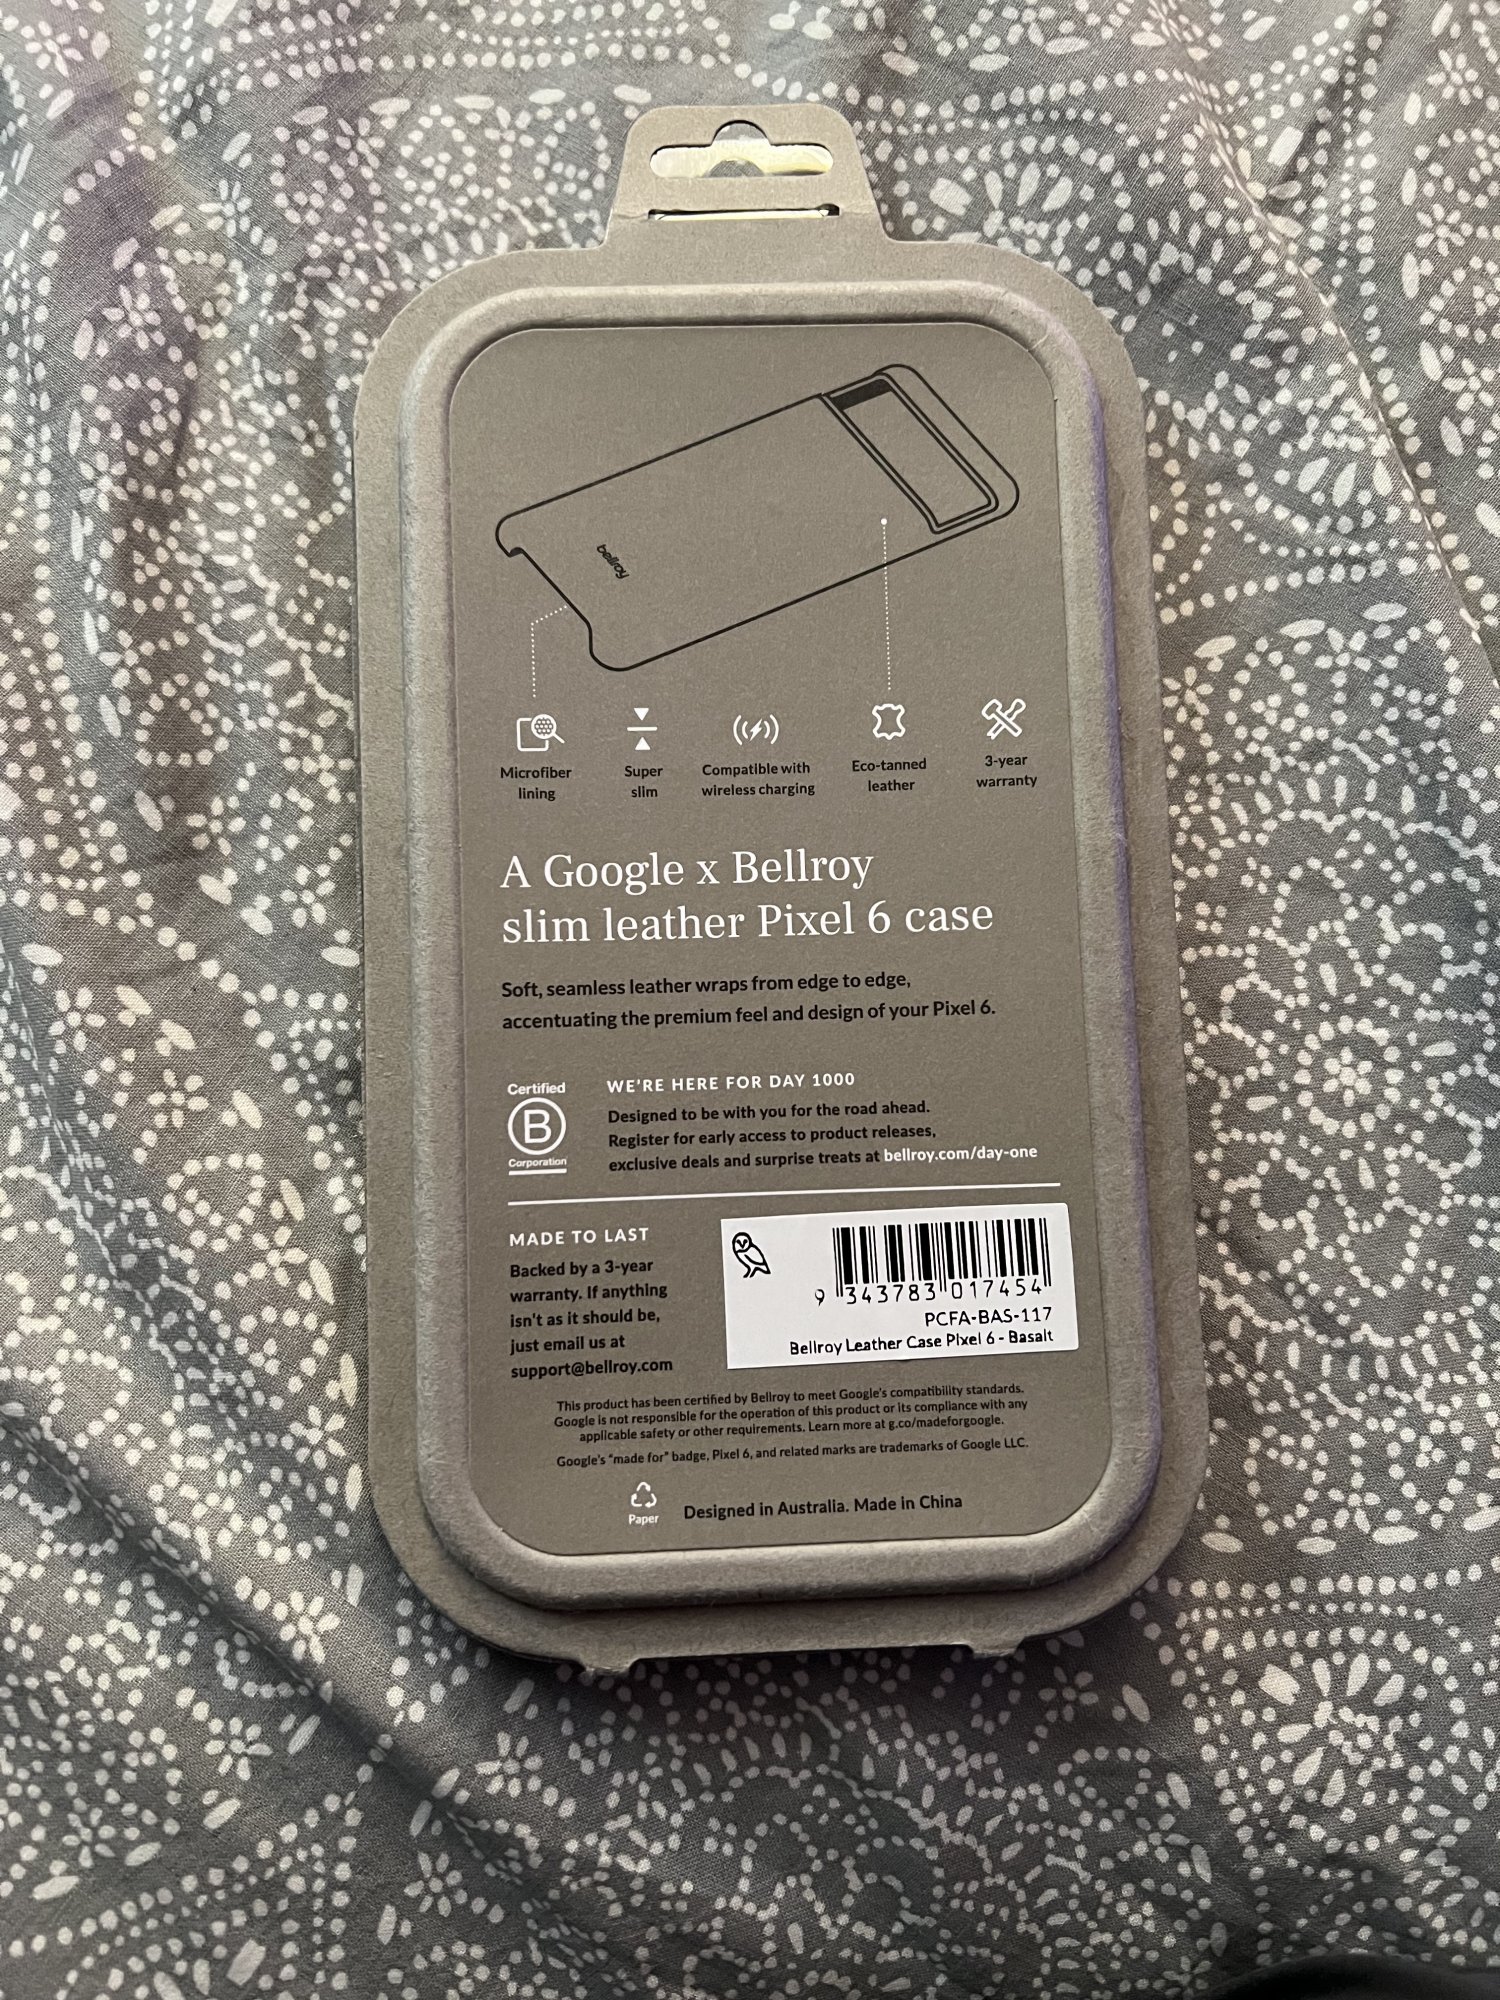 bellroy
Microfiber
lining
Super
slim
Compatible with
wireless charging
Eco-tanned
leather
3-year
warranty
A Google x Bellroy
slim leather Pixel 6 case
Soft, seamless leather wraps from edge to edge,
accentuating the premium feel and design of your Pixel 6.
Certified
B
Corporation
WE'RE HERE FOR DAY 1000
Designed to be with you for the road ahead.
Register for early access to product releases,
exclusive deals and surprise treats at bellroy.com/day-one
MADE TO LAST
Backed by a 3-year
warranty. If anything
isn't as it should be,
just email us at
support@bellroy.com
9 343783 017454
PCFA-BAS-117
Bellroy Leather Case Pixel 6 - Basalt
This product has been certified by Bellroy to meet Google's compatibility standards.
Google is not responsible for the operation of this product or its compliance with any
applicable safety or other requirements. Learn more at g.co/madeforgoogle.
Google's "made for" badge, Pixel 6, and related marks are trademarks of Google LLC.
Paper
Designed in Australia. Made in China